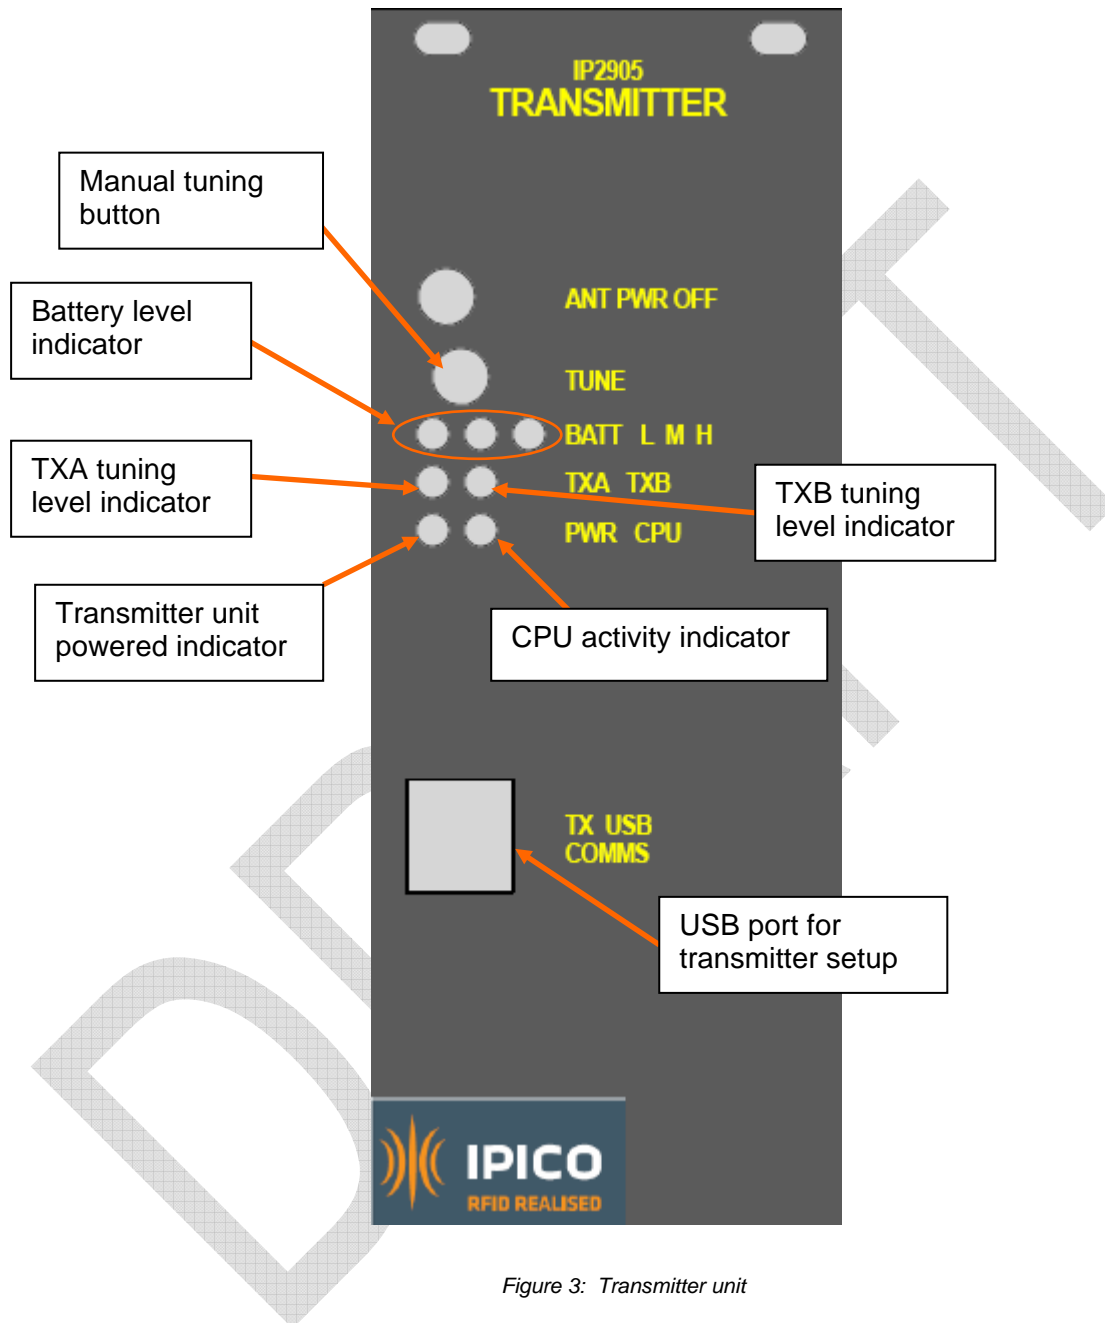 IP2905
TRANSMITTER
Manual tuning
button
ANT PWR OFF
Battery level
indicator
TUNE
BATT L M H
TXA tuning
level indicator
TXA TXB
TXB tuning
level indicator
PWR CPU
Transmitter unit
powered indicator
CPU activity indicator
TX USB
COMMS
USB port for
transmitter setup
IPICO
RFID REALISED
Figure 3: Transmitter unit
DRAFT